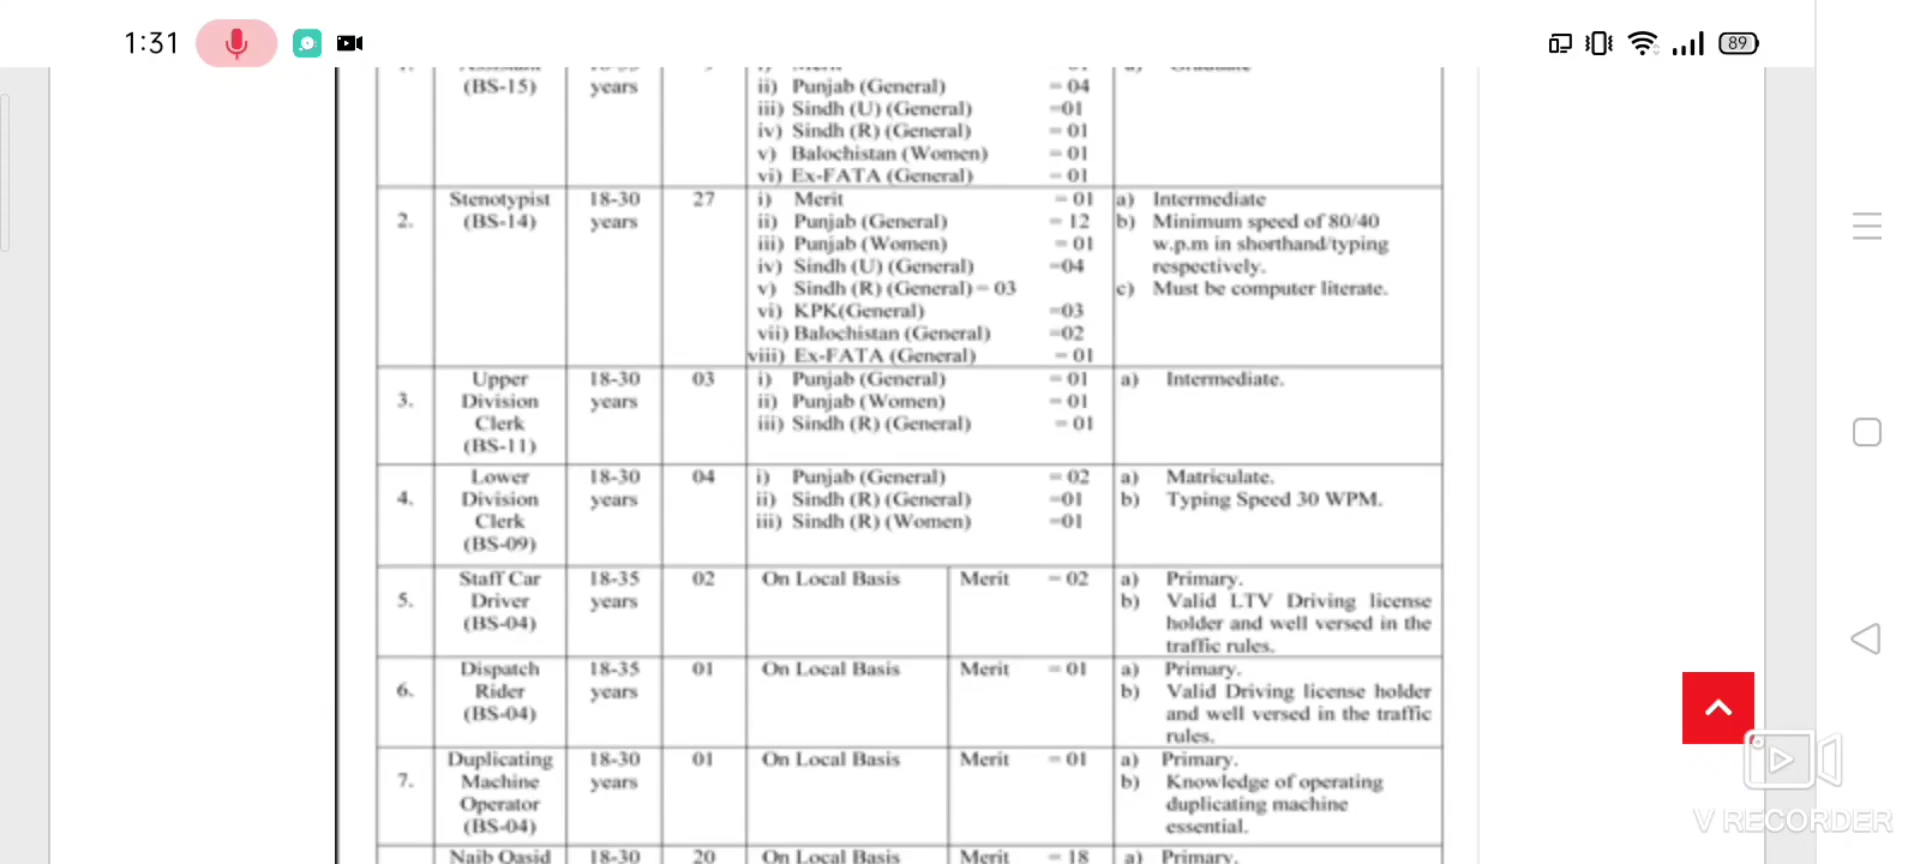 1:31
89
(BS-15) years ii) Punjab (General) = 04
iii) Sindh (U) (General) =01
iv) Sindh (R) (General) = 01
v) Balochistan (Women) = 01
vi) Ex-FATA (General) = 01
2. Stenotypist (BS-14) 18-30 years 27 i) Merit = 01 a) Intermediate
ii) Punjab (General) = 12 b) Minimum speed of 80/40
iii) Punjab (Women) = 01 w.p.m in shorthand/typing
iv) Sindh (U) (General) =04 respectively.
v) Sindh (R) (General) = 03 c) Must be computer literate.
vi) KPK(General) =03
vii) Balochistan (General) =02
viii) Ex-FATA (General) = 01
3. Upper 18-30 03 i) Punjab (General) = 01 a) Intermediate.
Division years ii) Punjab (Women) = 01
Clerk iii) Sindh (R) (General) = 01
(BS-11)
4. Lower 18-30 04 i) Punjab (General) = 02 a) Matriculate.
Division years ii) Sindh (R) (General) =01 b) Typing Speed 30 WPM.
Clerk iii) Sindh (R) (Women) =01
(BS-09)
5. Staff Car 18-35 02 On Local Basis Merit = 02 a) Primary.
Driver years b) Valid LTV Driving license
(BS-04) holder and well versed in the
traffic rules.
6. Dispatch 18-35 01 On Local Basis Merit = 01 a) Primary.
Rider years b) Valid Driving license holder
(BS-04) and well versed in the traffic
rules.
7. Duplicating 18-30 01 On Local Basis Merit = 01 a) Primary.
Machine years b) Knowledge of operating
Operator duplicating machine
(BS-04) essential.
Naib Qasid 18-30 20 On Local Basis Merit = 18 a) Primary.
V RECORDER